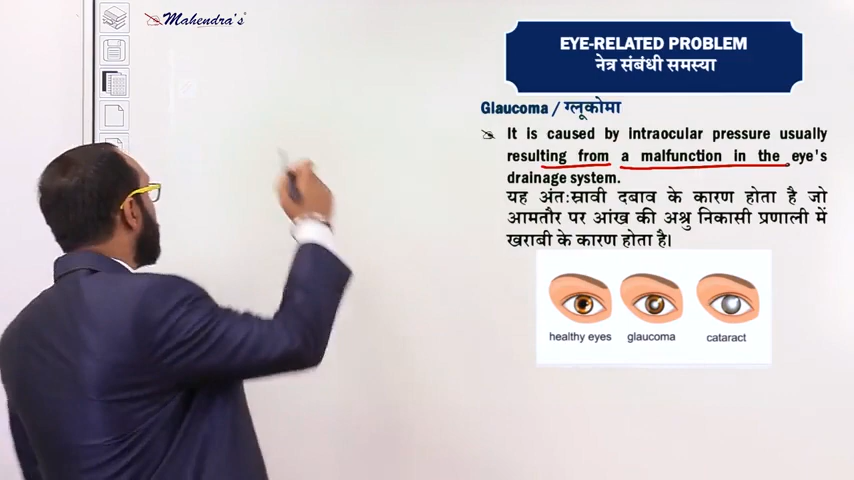 Mahendra's
EYE-RELATED PROBLEM
नेत्र संबंधी समस्या
Glaucoma / ग्लूकोमा
It is caused by intraocular pressure usually
resulting from a malfunction in the eye's
drainage system.
यह अंतःस्रावी दबाव के कारण होता है जो
आमतौर पर आंख की अश्रु निकासी प्रणाली में
खराबी के कारण होता है।
healthy eyes glaucoma cataract